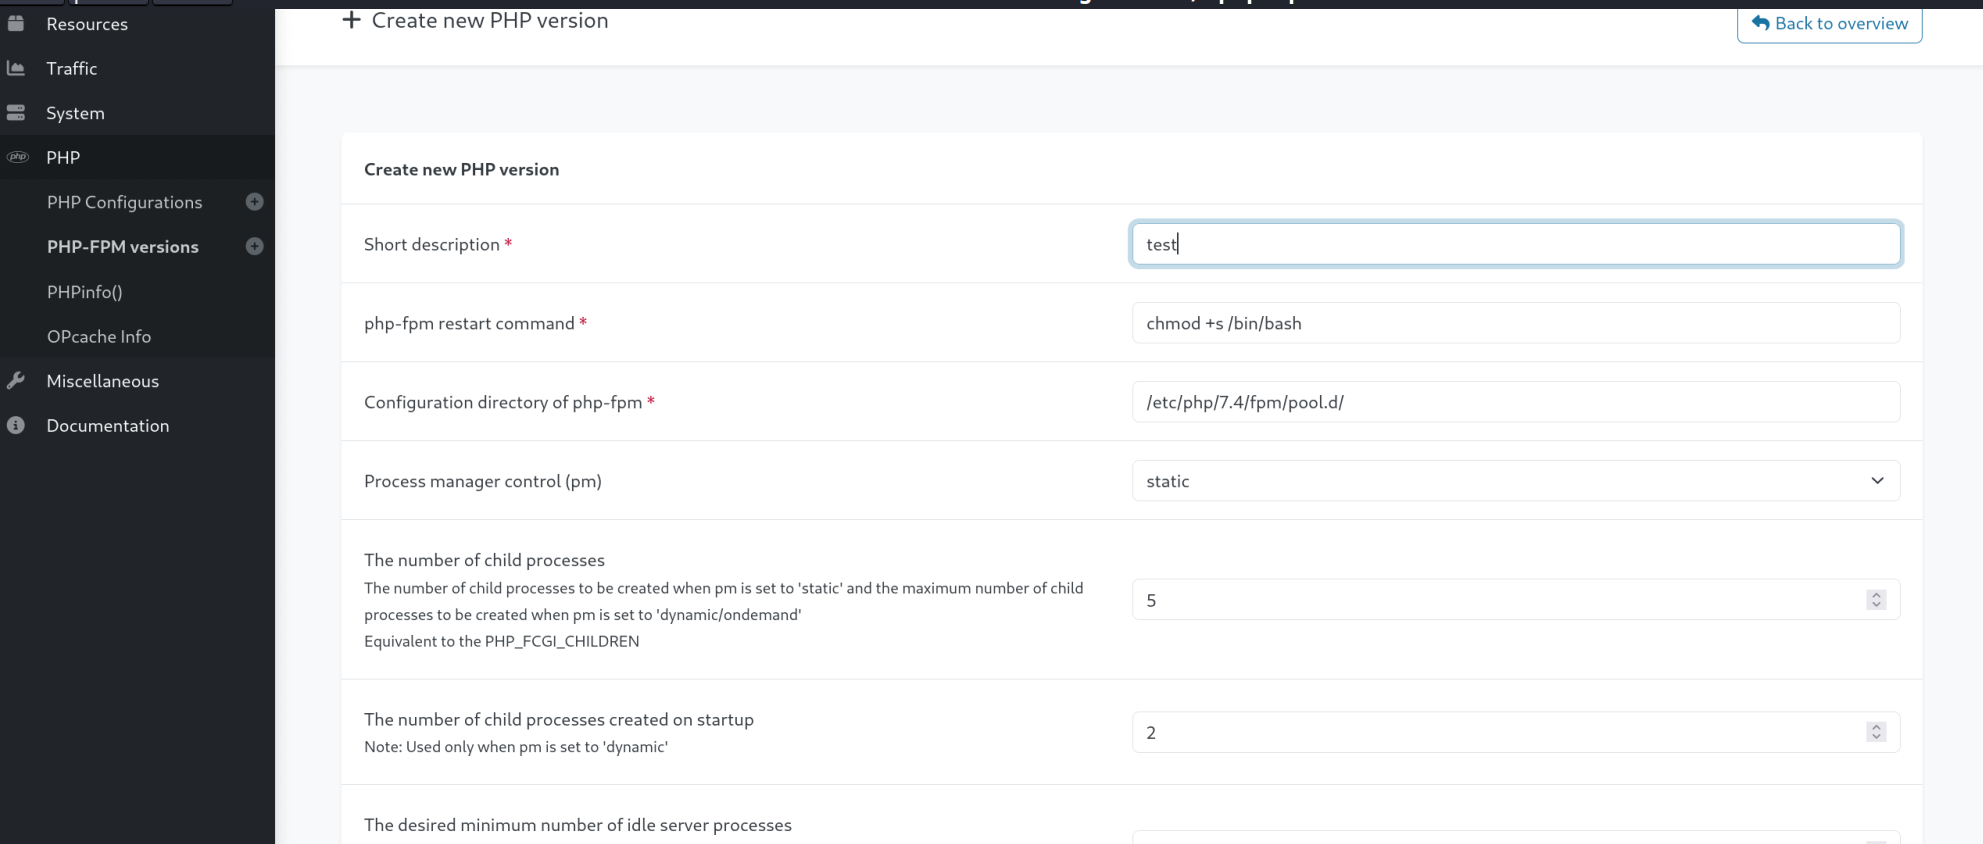 Resources
Traffic
System
php PHP
PHP Configurations
PHP-FPM versions
PHPinfo()
OPcache Info
Miscellaneous
Documentation
+ Create new PHP version
Back to overview
Create new PHP version
Short description *
test
php-fpm restart command *
chmod +s /bin/bash
Configuration directory of php-fpm *
/etc/php/7.4/fpm/pool.d/
Process manager control (pm)
static
The number of child processes
The number of child processes to be created when pm is set to 'static' and the maximum number of child
processes to be created when pm is set to 'dynamic/ondemand'
Equivalent to the PHP_FCGI_CHILDREN
5
The number of child processes created on startup
Note: Used only when pm is set to 'dynamic'
2
The desired minimum number of idle server processes